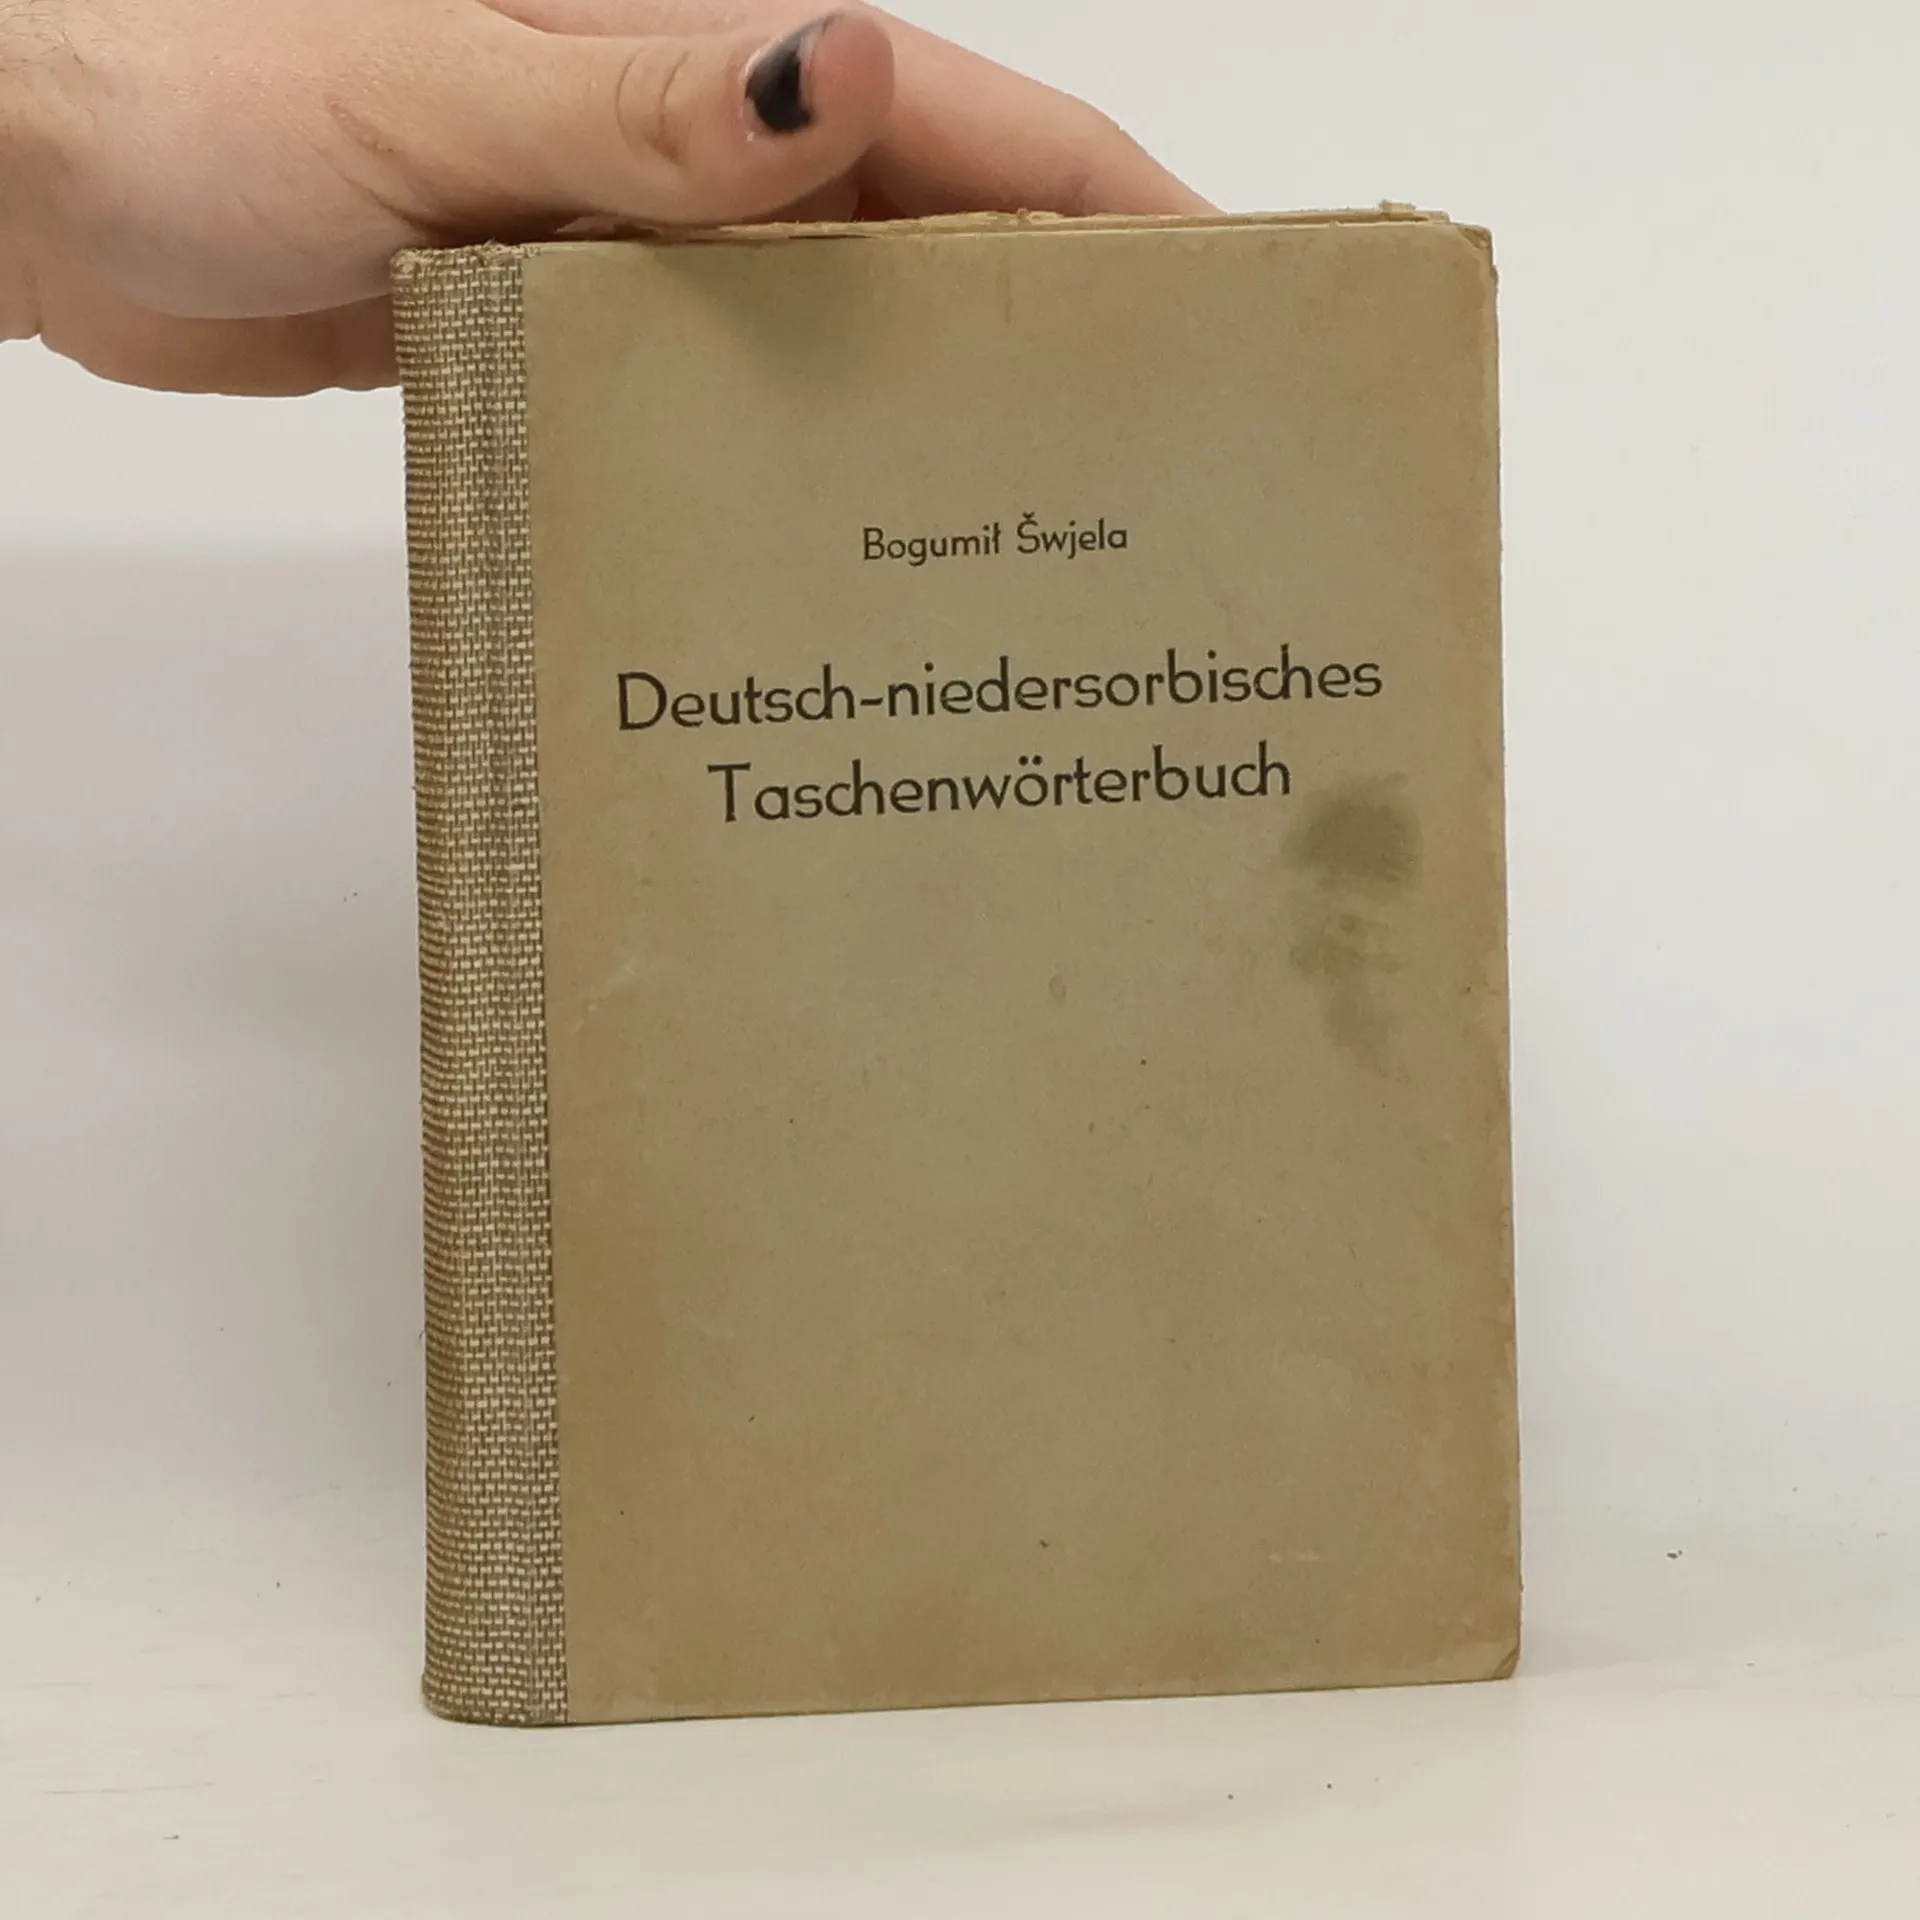 Bogumił Šwjela
Deutsch-niedersorbisches
Taschenwörterbuch